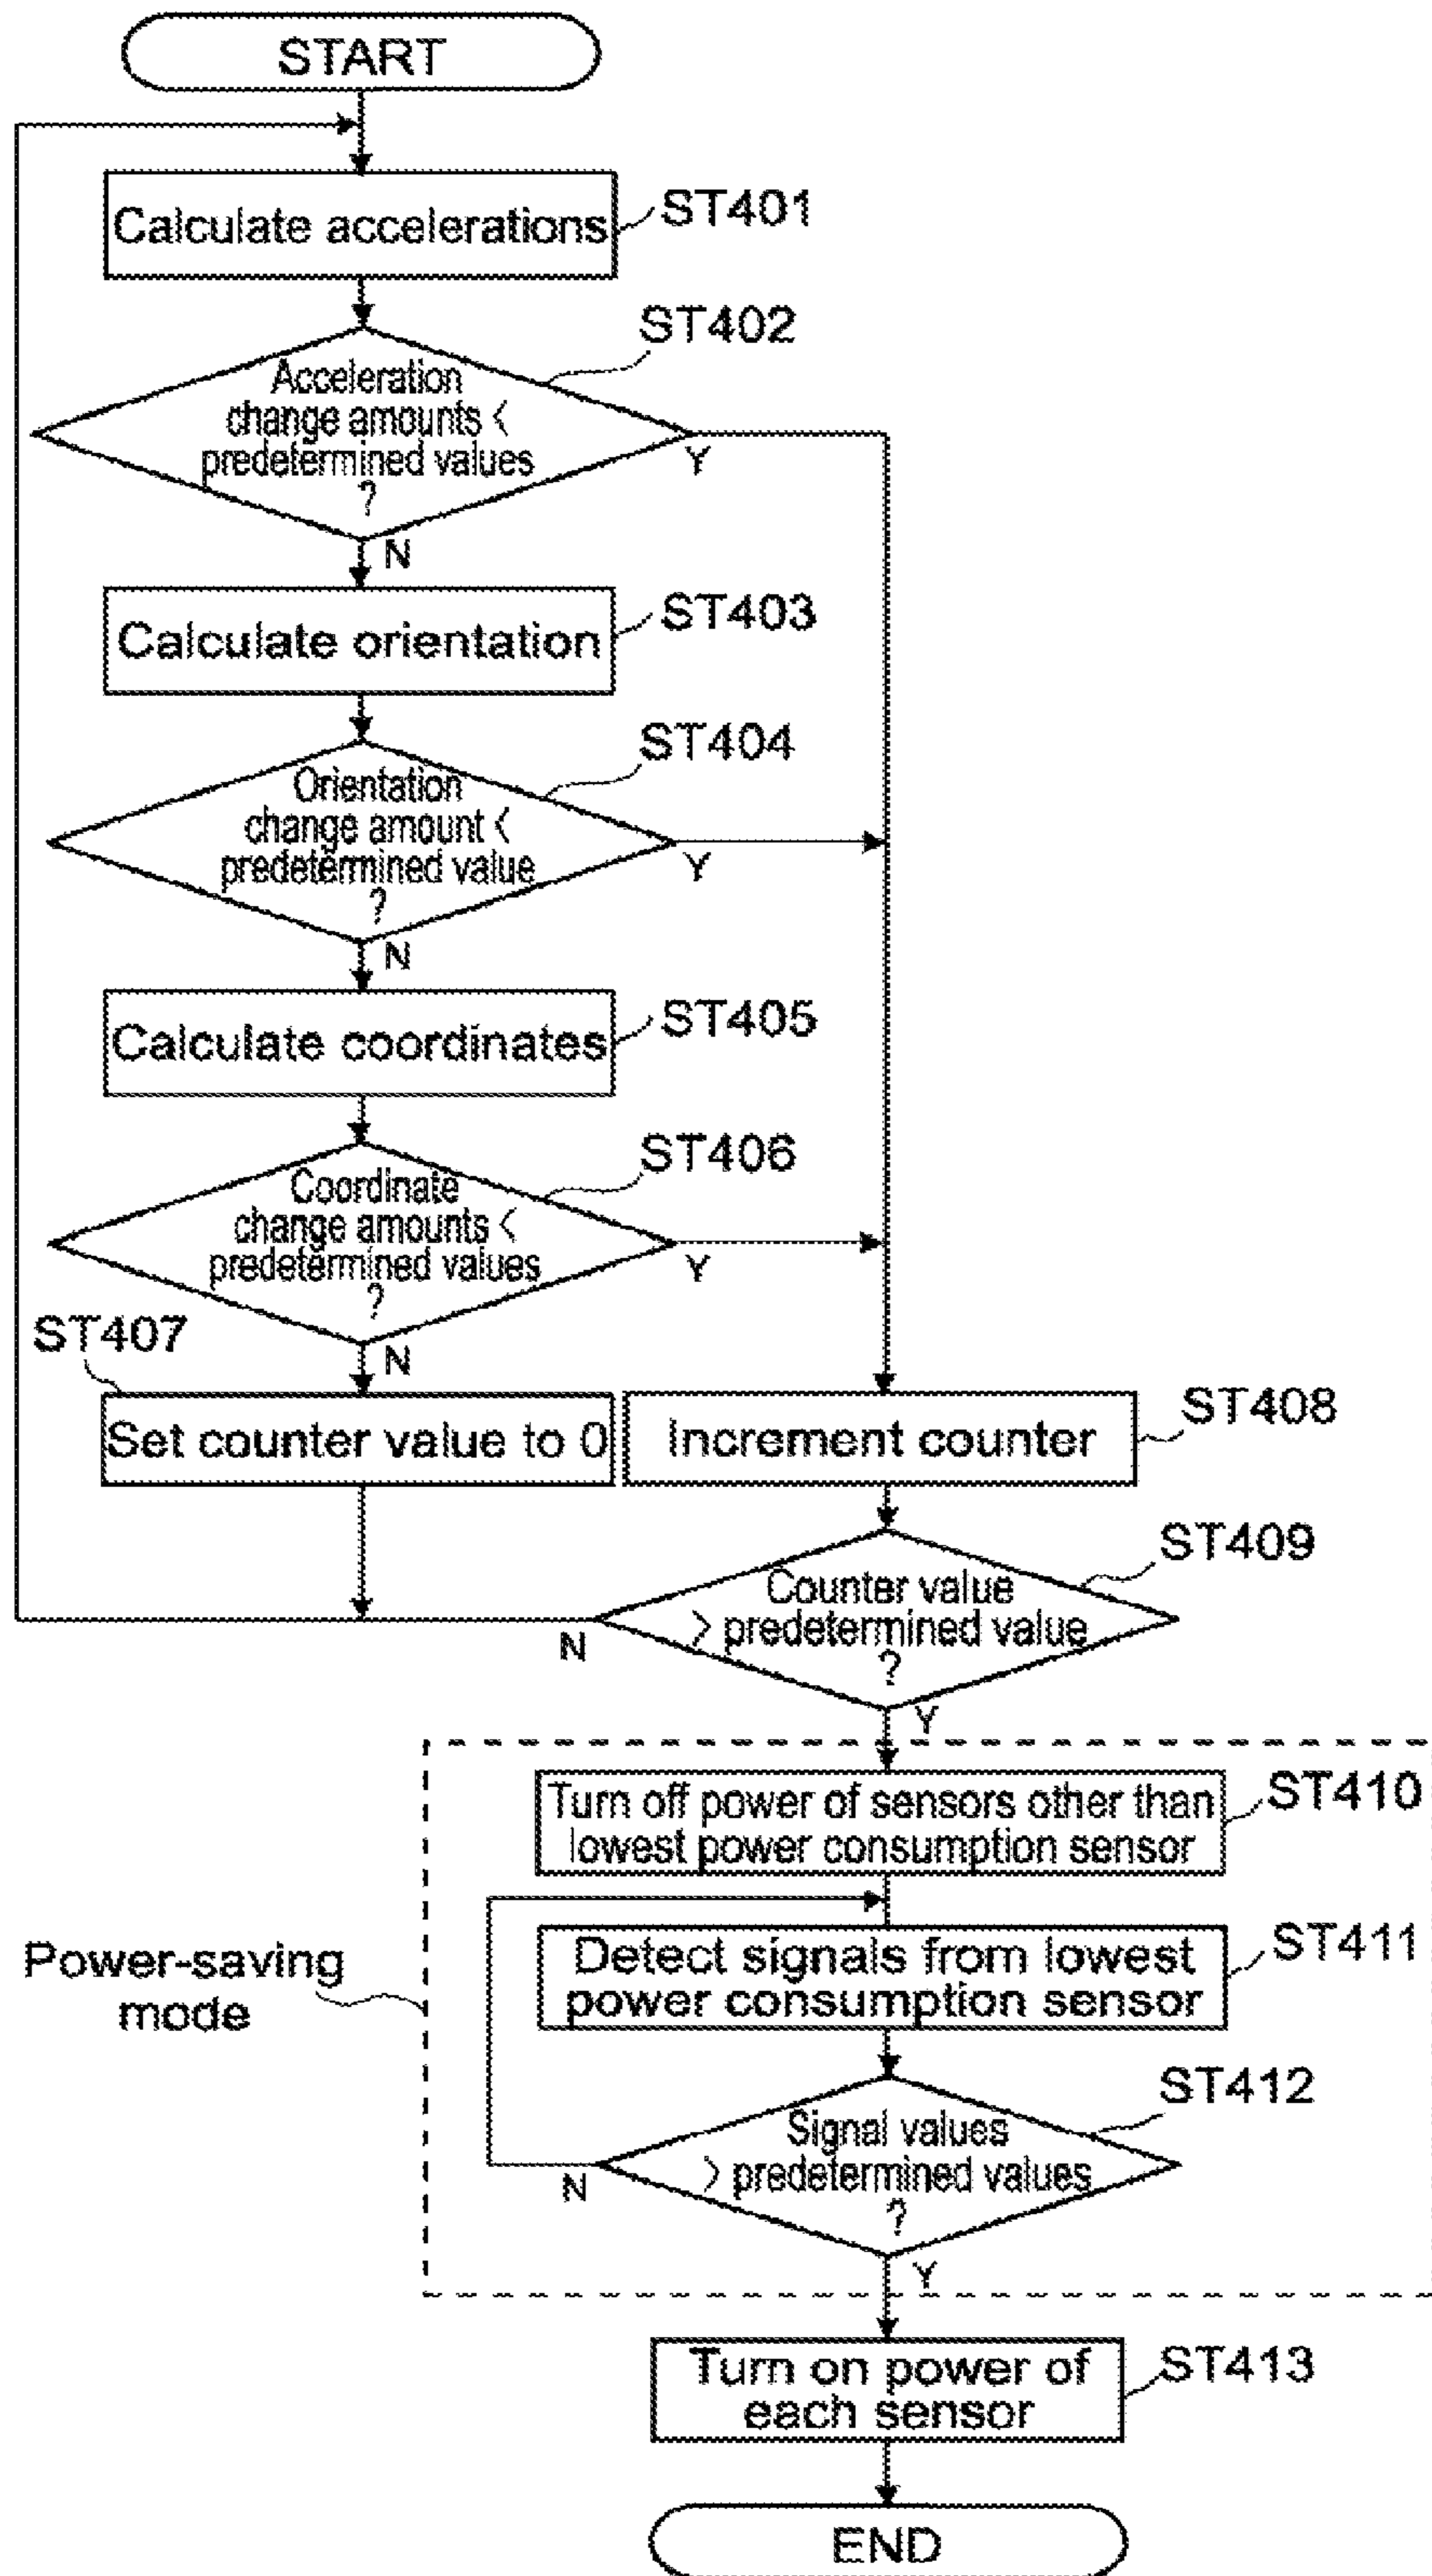 START
Calculate accelerations
ST401
ST402
Acceleration
change amounts <
predetermined values
?
Y
N
Calculate orientation
ST403
ST404
Orientation
change amount <
predetermined value
?
Y
N
Calculate coordinates
ST405
ST406
Coordinate
change amounts <
predetermined values
?
Y
N
ST407
Set counter value to 0
Increment counter
ST408
ST409
Counter value
> predetermined value
?
N
Y
Turn off power of sensors other than
lowest power consumption sensor
ST410
Power-saving
mode
Detect signals from lowest
power consumption sensor
ST411
ST412
Signal values
> predetermined values
?
N
Y
Turn on power of
each sensor
ST413
END